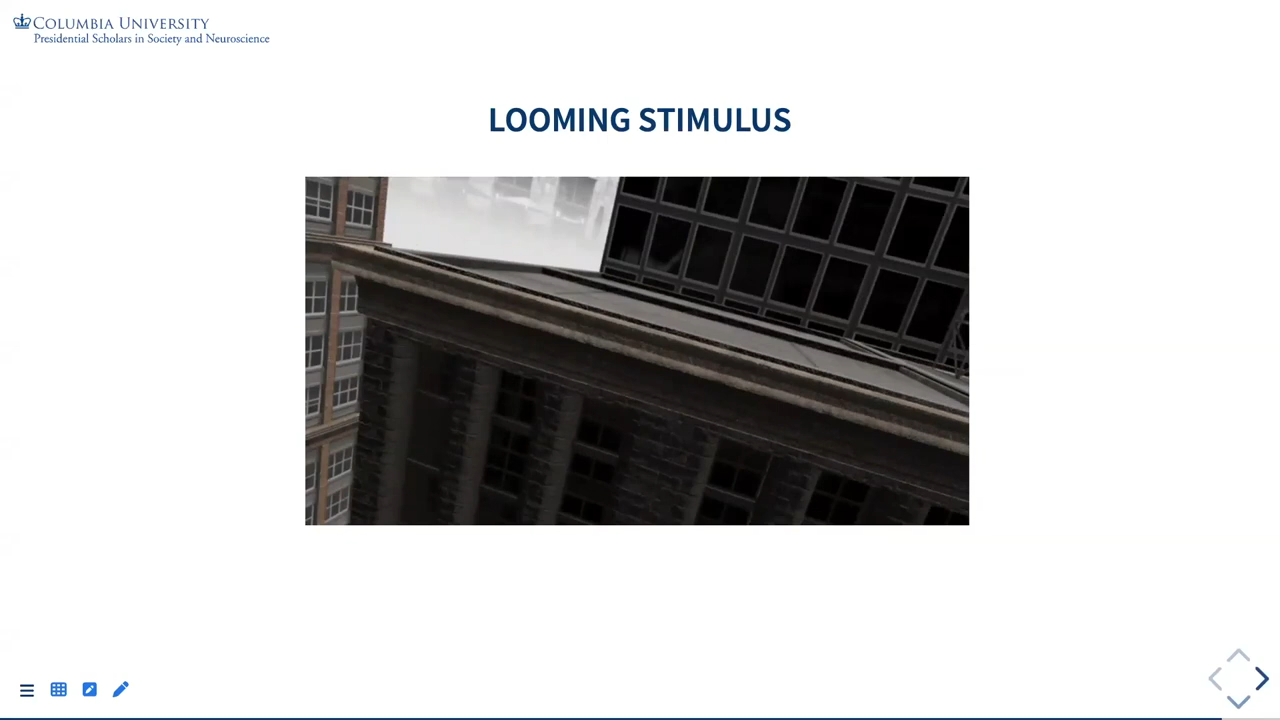 COLUMBIA UNIVERSITY
Presidential Scholars in Society and Neuroscience
LOOMING STIMULUS